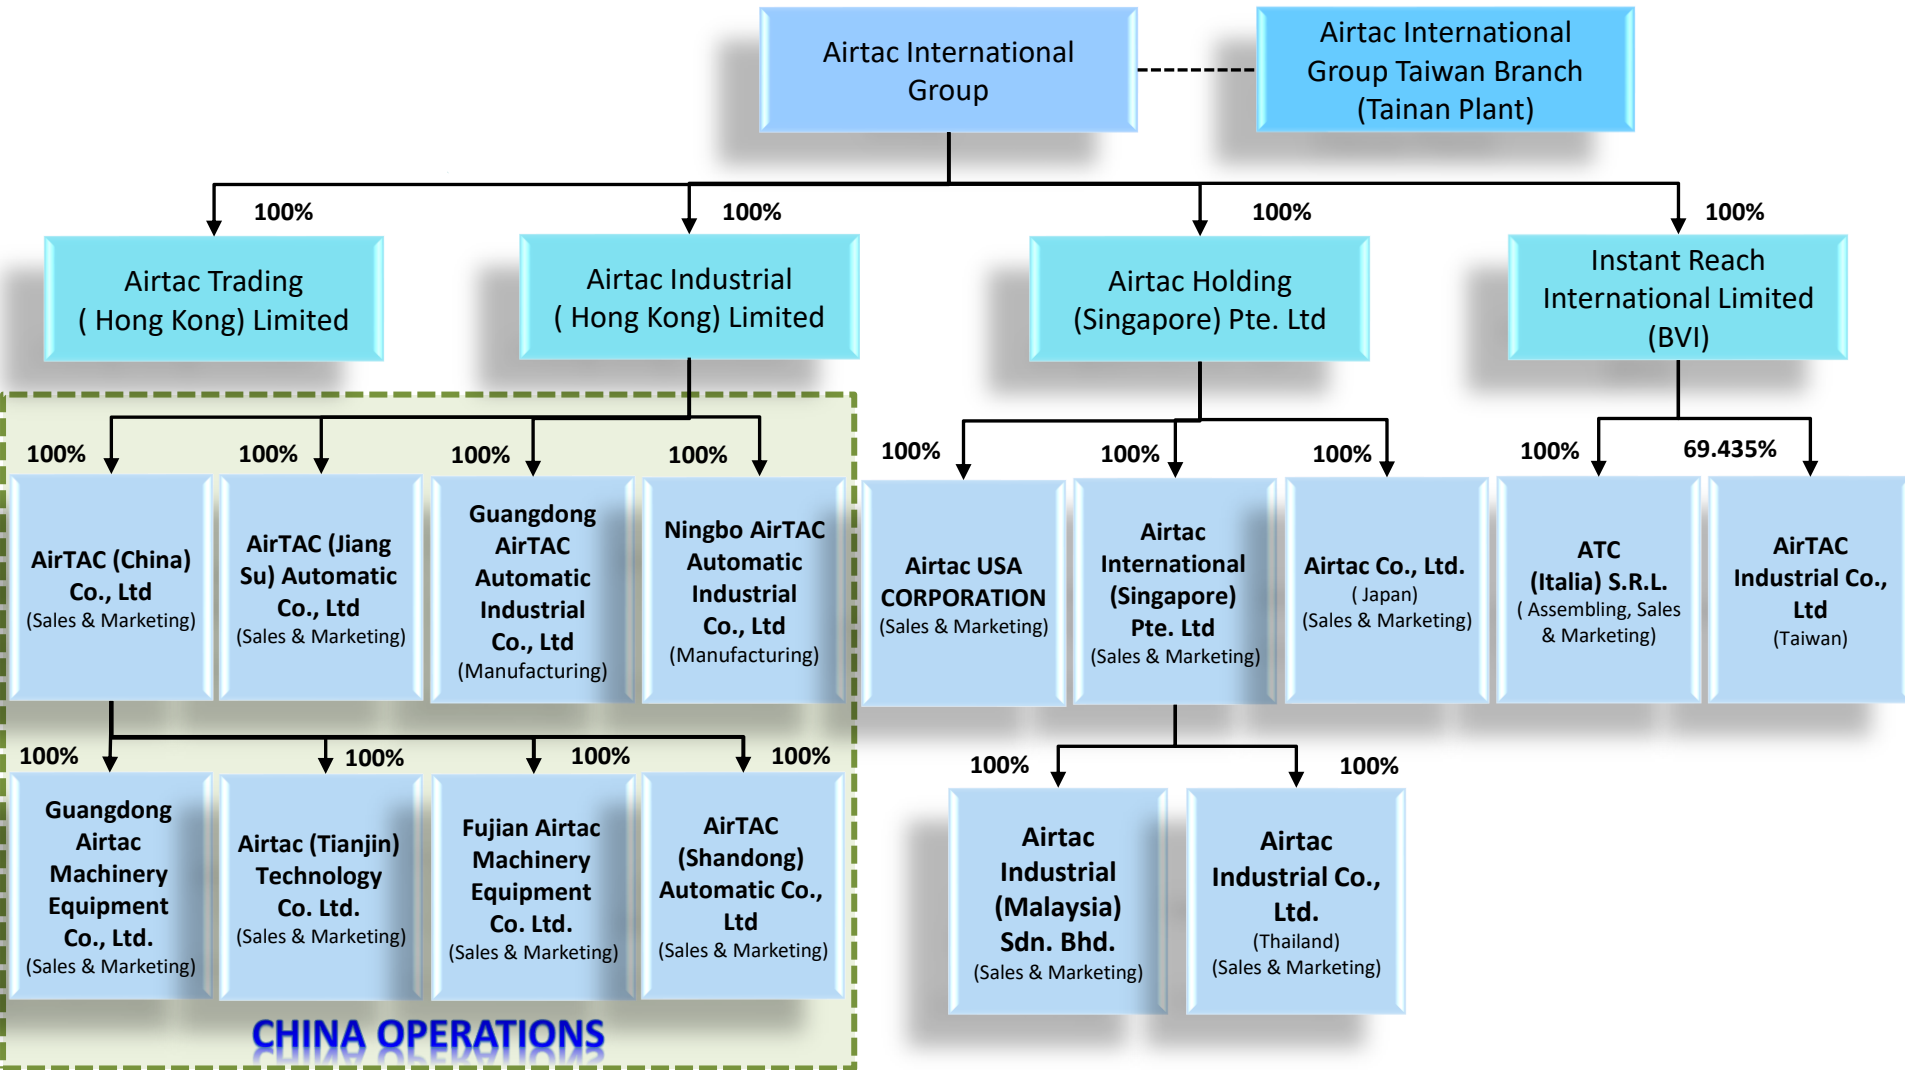 Airtac International
Group
Airtac International
Group Taiwan Branch
(Tainan Plant)
100%
100%
100%
100%
Airtac Trading
( Hong Kong) Limited
Airtac Industrial
( Hong Kong) Limited
Airtac Holding
(Singapore) Pte. Ltd
Instant Reach
International Limited
(BVI)
100%
100%
100%
100%
100%
100%
100%
100%
69.435%
AirTAC (China)
Co., Ltd
(Sales & Marketing)
AirTAC (Jiang
Su) Automatic
Co., Ltd
(Sales & Marketing)
Guangdong
AirTAC
Automatic
Industrial
Co., Ltd
(Manufacturing)
Ningbo AirTAC
Automatic
Industrial
Co., Ltd
(Manufacturing)
Airtac USA
CORPORATION
(Sales & Marketing)
Airtac
International
(Singapore)
Pte. Ltd
(Sales & Marketing)
Airtac Co., Ltd.
( Japan)
(Sales & Marketing)
ATC
(Italia) S.R.L.
( Assembling, Sales
& Marketing)
AirTAC
Industrial Co.,
Ltd
(Taiwan)
100%
100%
100%
100%
100%
100%
Guangdong
Airtac
Machinery
Equipment
Co., Ltd.
(Sales & Marketing)
Airtac (Tianjin)
Technology
Co. Ltd.
(Sales & Marketing)
Fujian Airtac
Machinery
Equipment
Co. Ltd.
(Sales & Marketing)
AirTAC
(Shandong)
Automatic Co.,
Ltd
(Sales & Marketing)
Airtac
Industrial
(Malaysia)
Sdn. Bhd.
(Sales & Marketing)
Airtac
Industrial Co.,
Ltd.
(Thailand)
(Sales & Marketing)
CHINA OPERATIONS